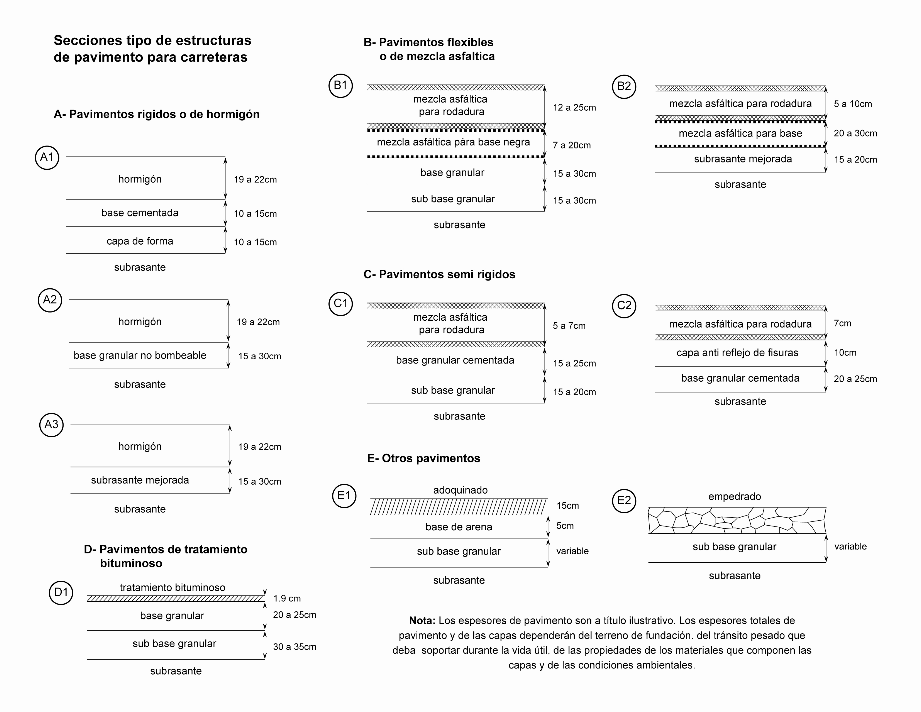 Secciones tipo de estructuras
de pavimento para carreteras
A- Pavimentos rigidos o de hormigón
A1
hormigón
19 a 22cm
base cementada
10 a 15cm
capa de forma
10 a 15cm
subrasante
A2
hormigón
19 a 22cm
base granular no bombeable
15 a 30cm
subrasante
A3
hormigón
19 a 22cm
subrasante mejorada
15 a 30cm
subrasante
D- Pavimentos de tratamiento
bituminoso
D1
tratamiento bituminoso
1.9 cm
base granular
20 a 25cm
sub base granular
30 a 35cm
subrasante
B- Pavimentos flexibles
o de mezcla asfaltica
B1
mezcla asfáltica
para rodadura
12 a 25cm
mezcla asfáltica pàra base negra
7 a 20cm
base granular
15 a 30cm
sub base granular
15 a 30cm
subrasante
B2
mezcla asfáltica para rodadura
5 a 10cm
mezcla asfáltica para base
20 a 30cm
subrasante mejorada
15 a 20cm
subrasante
C- Pavimentos semi rigidos
C1
mezcla asfáltica
para rodadura
5 a 7cm
base granular cementada
15 a 25cm
sub base granular
15 a 20cm
subrasante
C2
mezcla asfáltica para rodadura
7cm
capa anti reflejo de fisuras
10cm
base granular cementada
20 a 25cm
subrasante
E- Otros pavimentos
E1
adoquinado
15cm
base de arena
5cm
sub base granular
variable
subrasante
E2
empedrado
sub base granular
variable
subrasante
Nota: Los espesores de pavimento son a título ilustrativo. Los espesores totales de
pavimento y de las capas dependerán del terreno de fundación. del tránsito pesado que
deba soportar durante la vida útil. de las propiedades de los materiales que componen las
capas y de las condiciones ambientales.